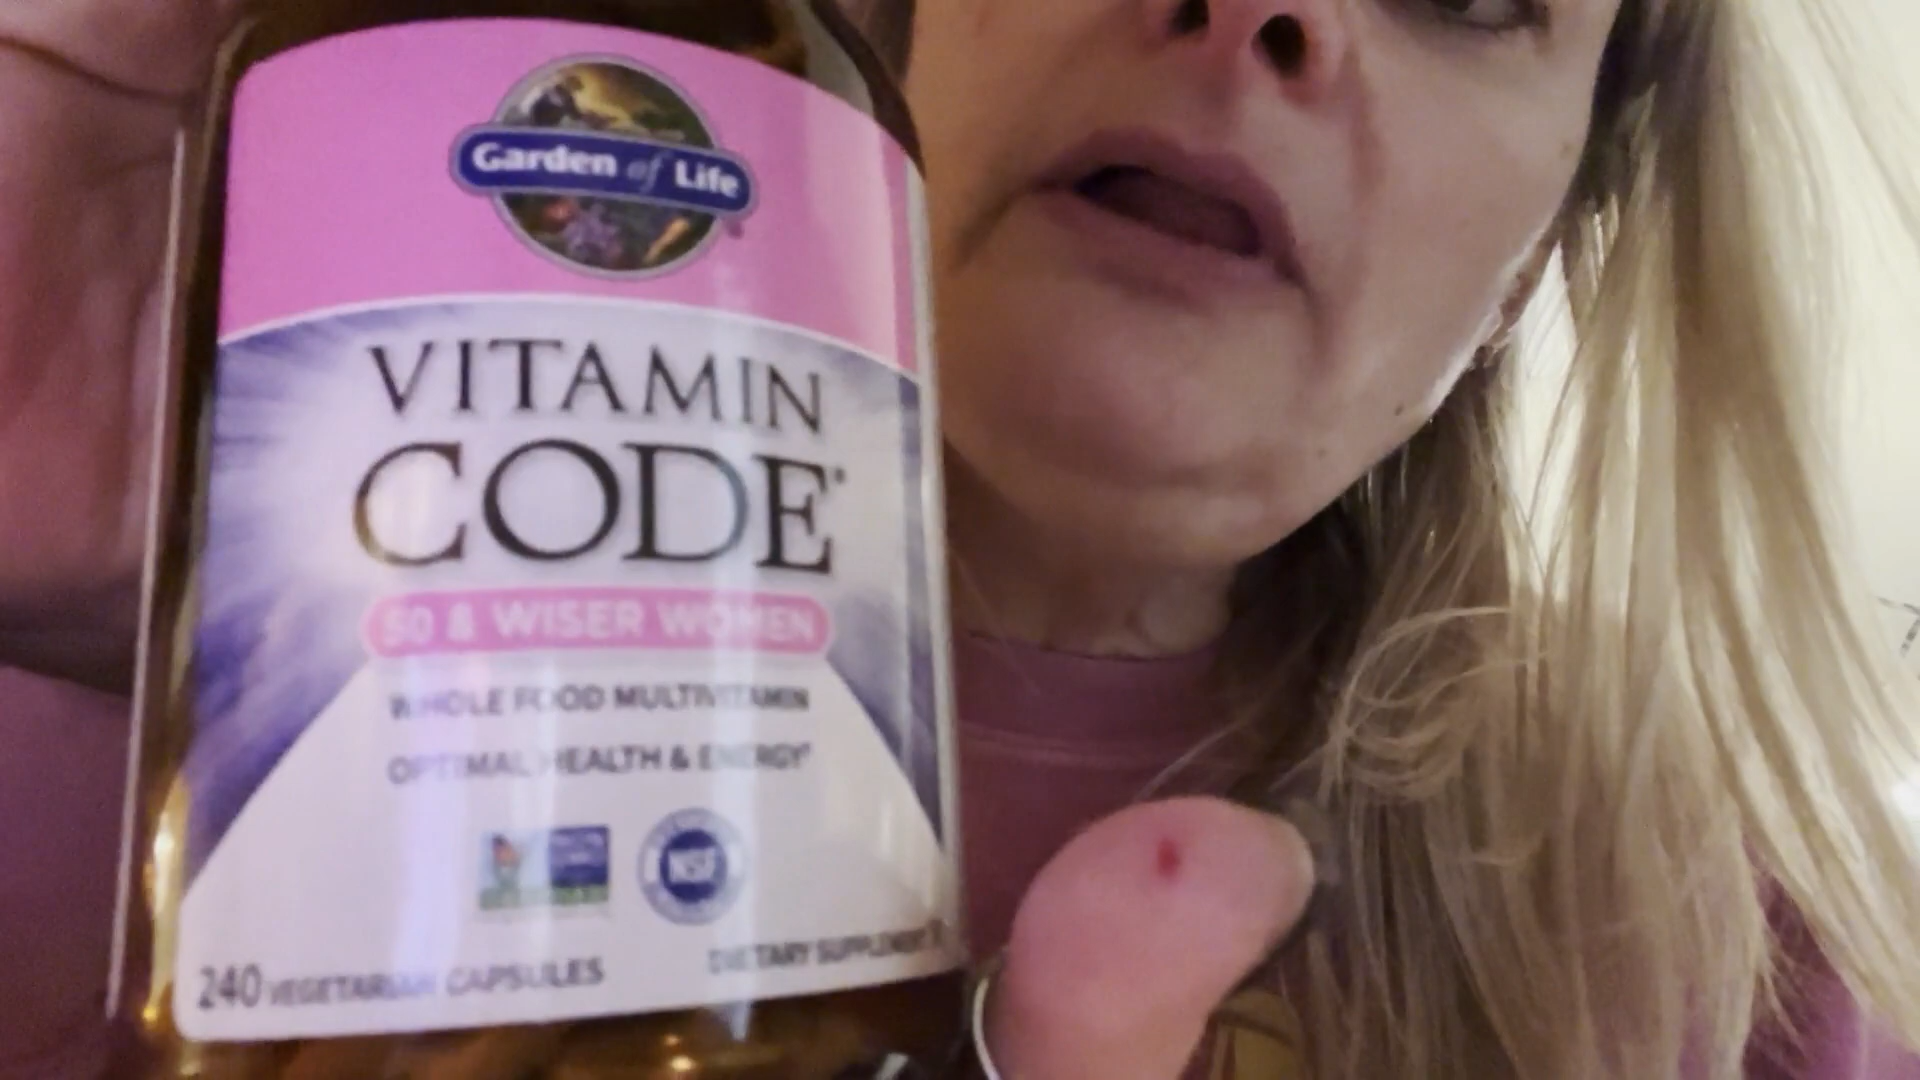 Garden of Life
VITAMIN
CODE
50 & WISER WOMEN
WHOLE FOOD MULTIVITAMIN
OPTIMAL HEALTH & ENERGY†
NSF
240 VEGETARIAN CAPSULES
DIETARY SUPPLEMENT